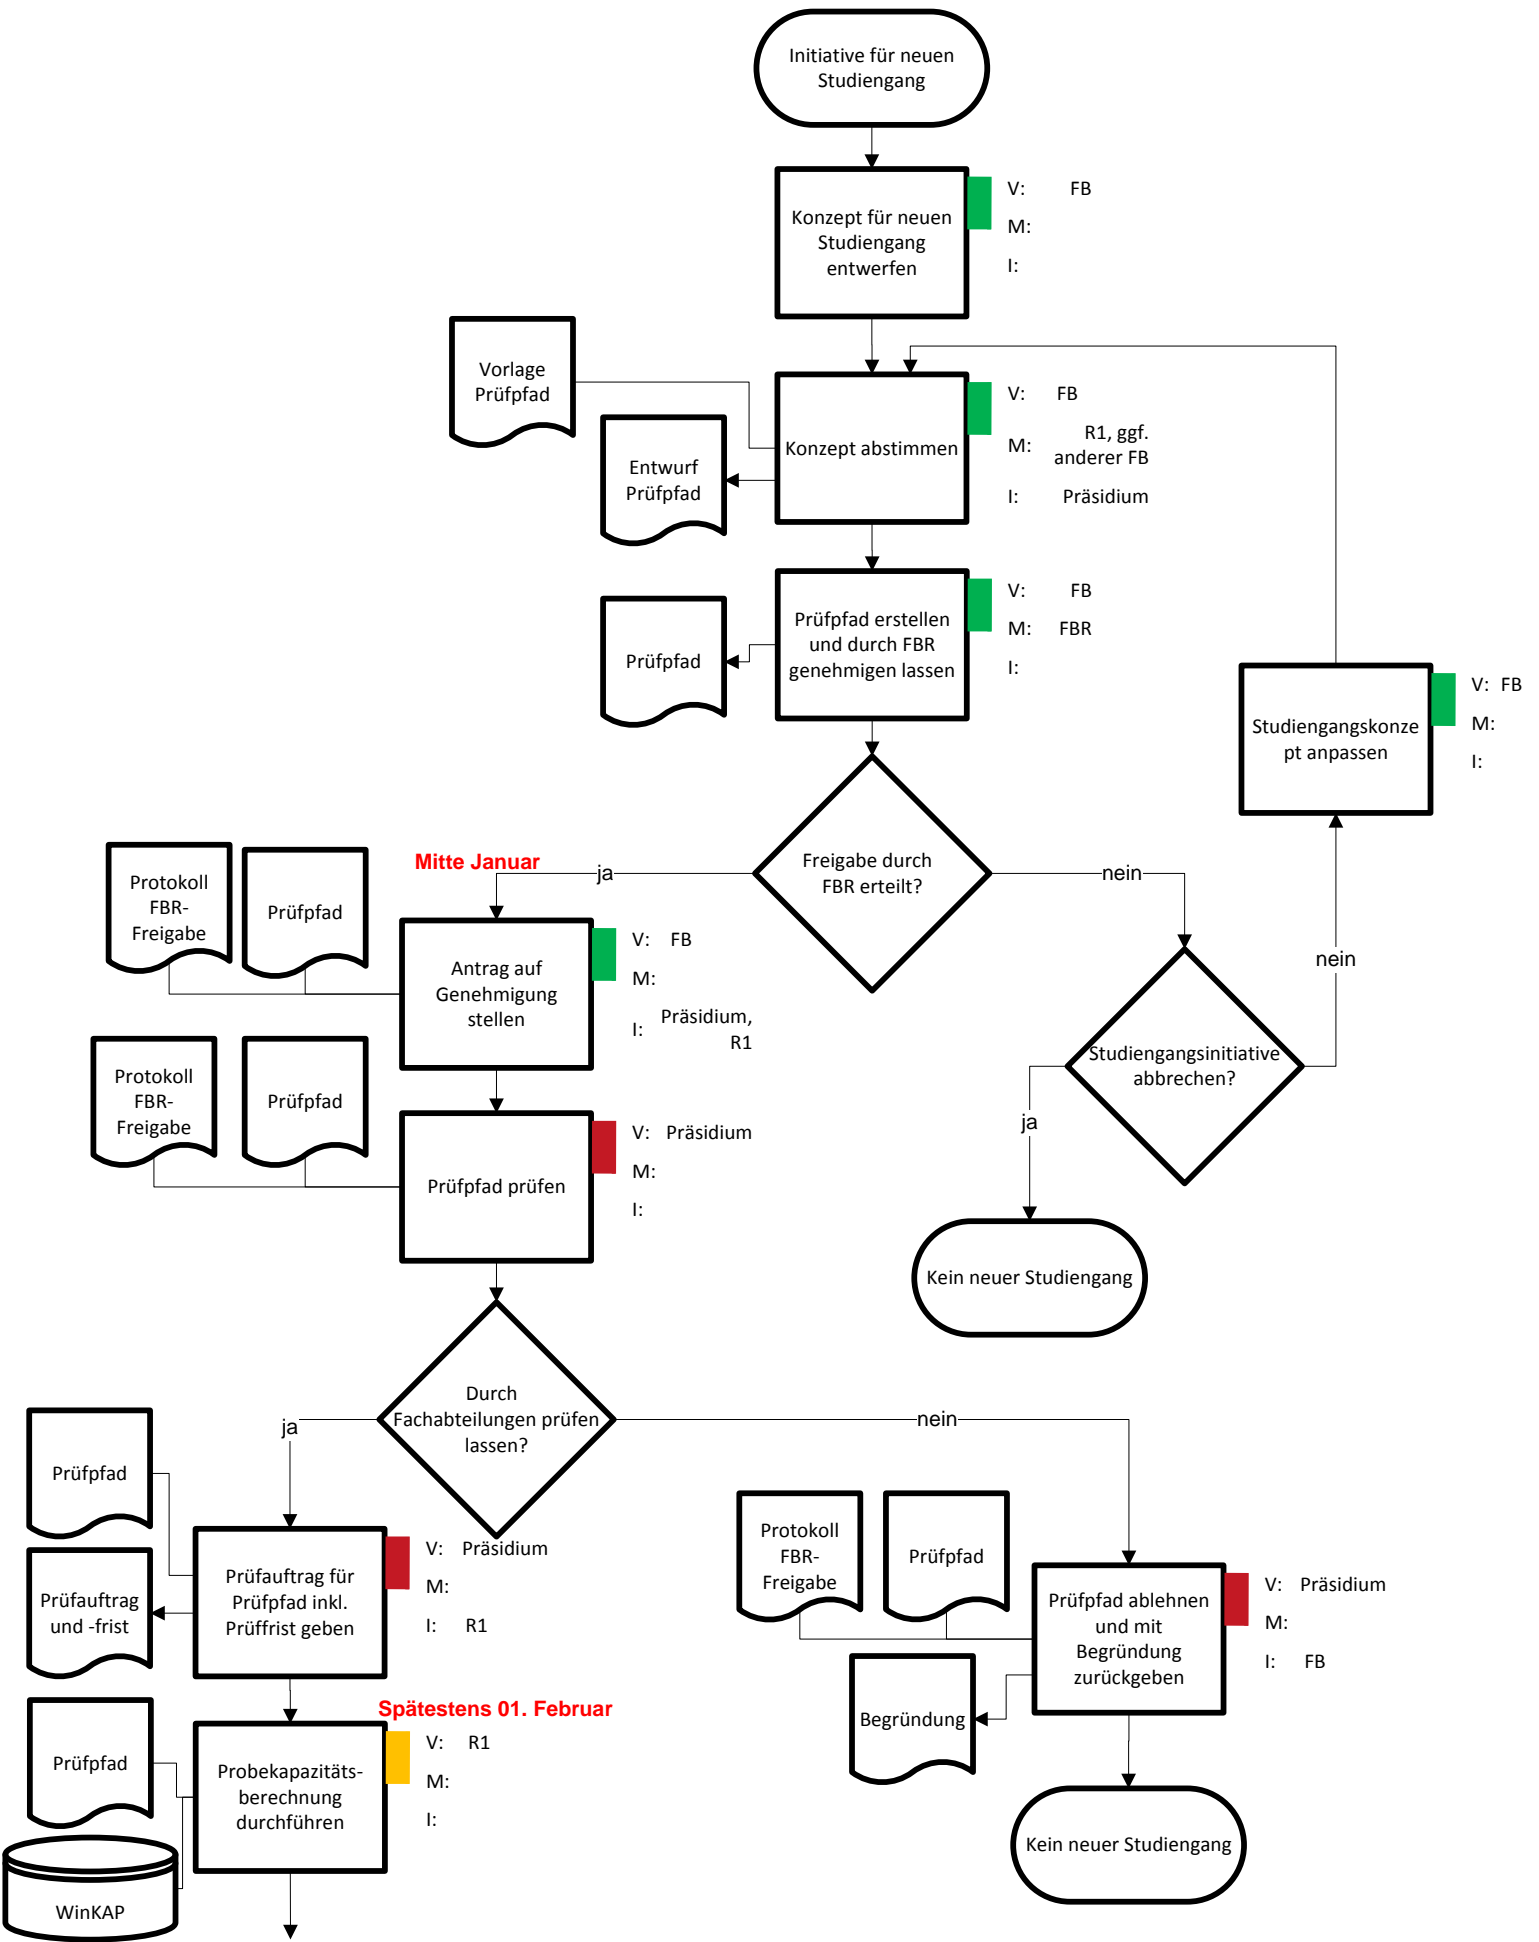 Initiative für neuen
Studiengang
Konzept für neuen
Studiengang
entwerfen
V: FB
M:
I:
Vorlage
Prüfpfad
Entwurf
Prüfpfad
Konzept abstimmen
V: FB
M: R1, ggf.
anderer FB
I: Präsidium
Prüfpfad
Prüfpfad erstellen
und durch FBR
genehmigen lassen
V: FB
M: FBR
I:
Studiengangskonze
pt anpassen
V: FB
M:
I:
Freigabe durch
FBR erteilt?
ja
nein
Mitte Januar
Protokoll
FBR-
Freigabe
Prüfpfad
Antrag auf
Genehmigung
stellen
V: FB
M:
I: Präsidium,
R1
Studiengangsinitiative
abbrechen?
nein
ja
Kein neuer Studiengang
Protokoll
FBR-
Freigabe
Prüfpfad
Prüfpfad prüfen
V: Präsidium
M:
I:
Durch
Fachabteilungen prüfen
lassen?
ja
nein
Prüfpfad
Prüfauftrag
und -frist
Prüfauftrag für
Prüfpfad inkl.
Prüffrist geben
V: Präsidium
M:
I: R1
Protokoll
FBR-
Freigabe
Prüfpfad
Begründung
Prüfpfad ablehnen
und mit
Begründung
zurückgeben
V: Präsidium
M:
I: FB
Kein neuer Studiengang
Spätestens 01. Februar
Prüfpfad
WinKAP
Probekapazitäts-
berechnung
durchführen
V: R1
M:
I: